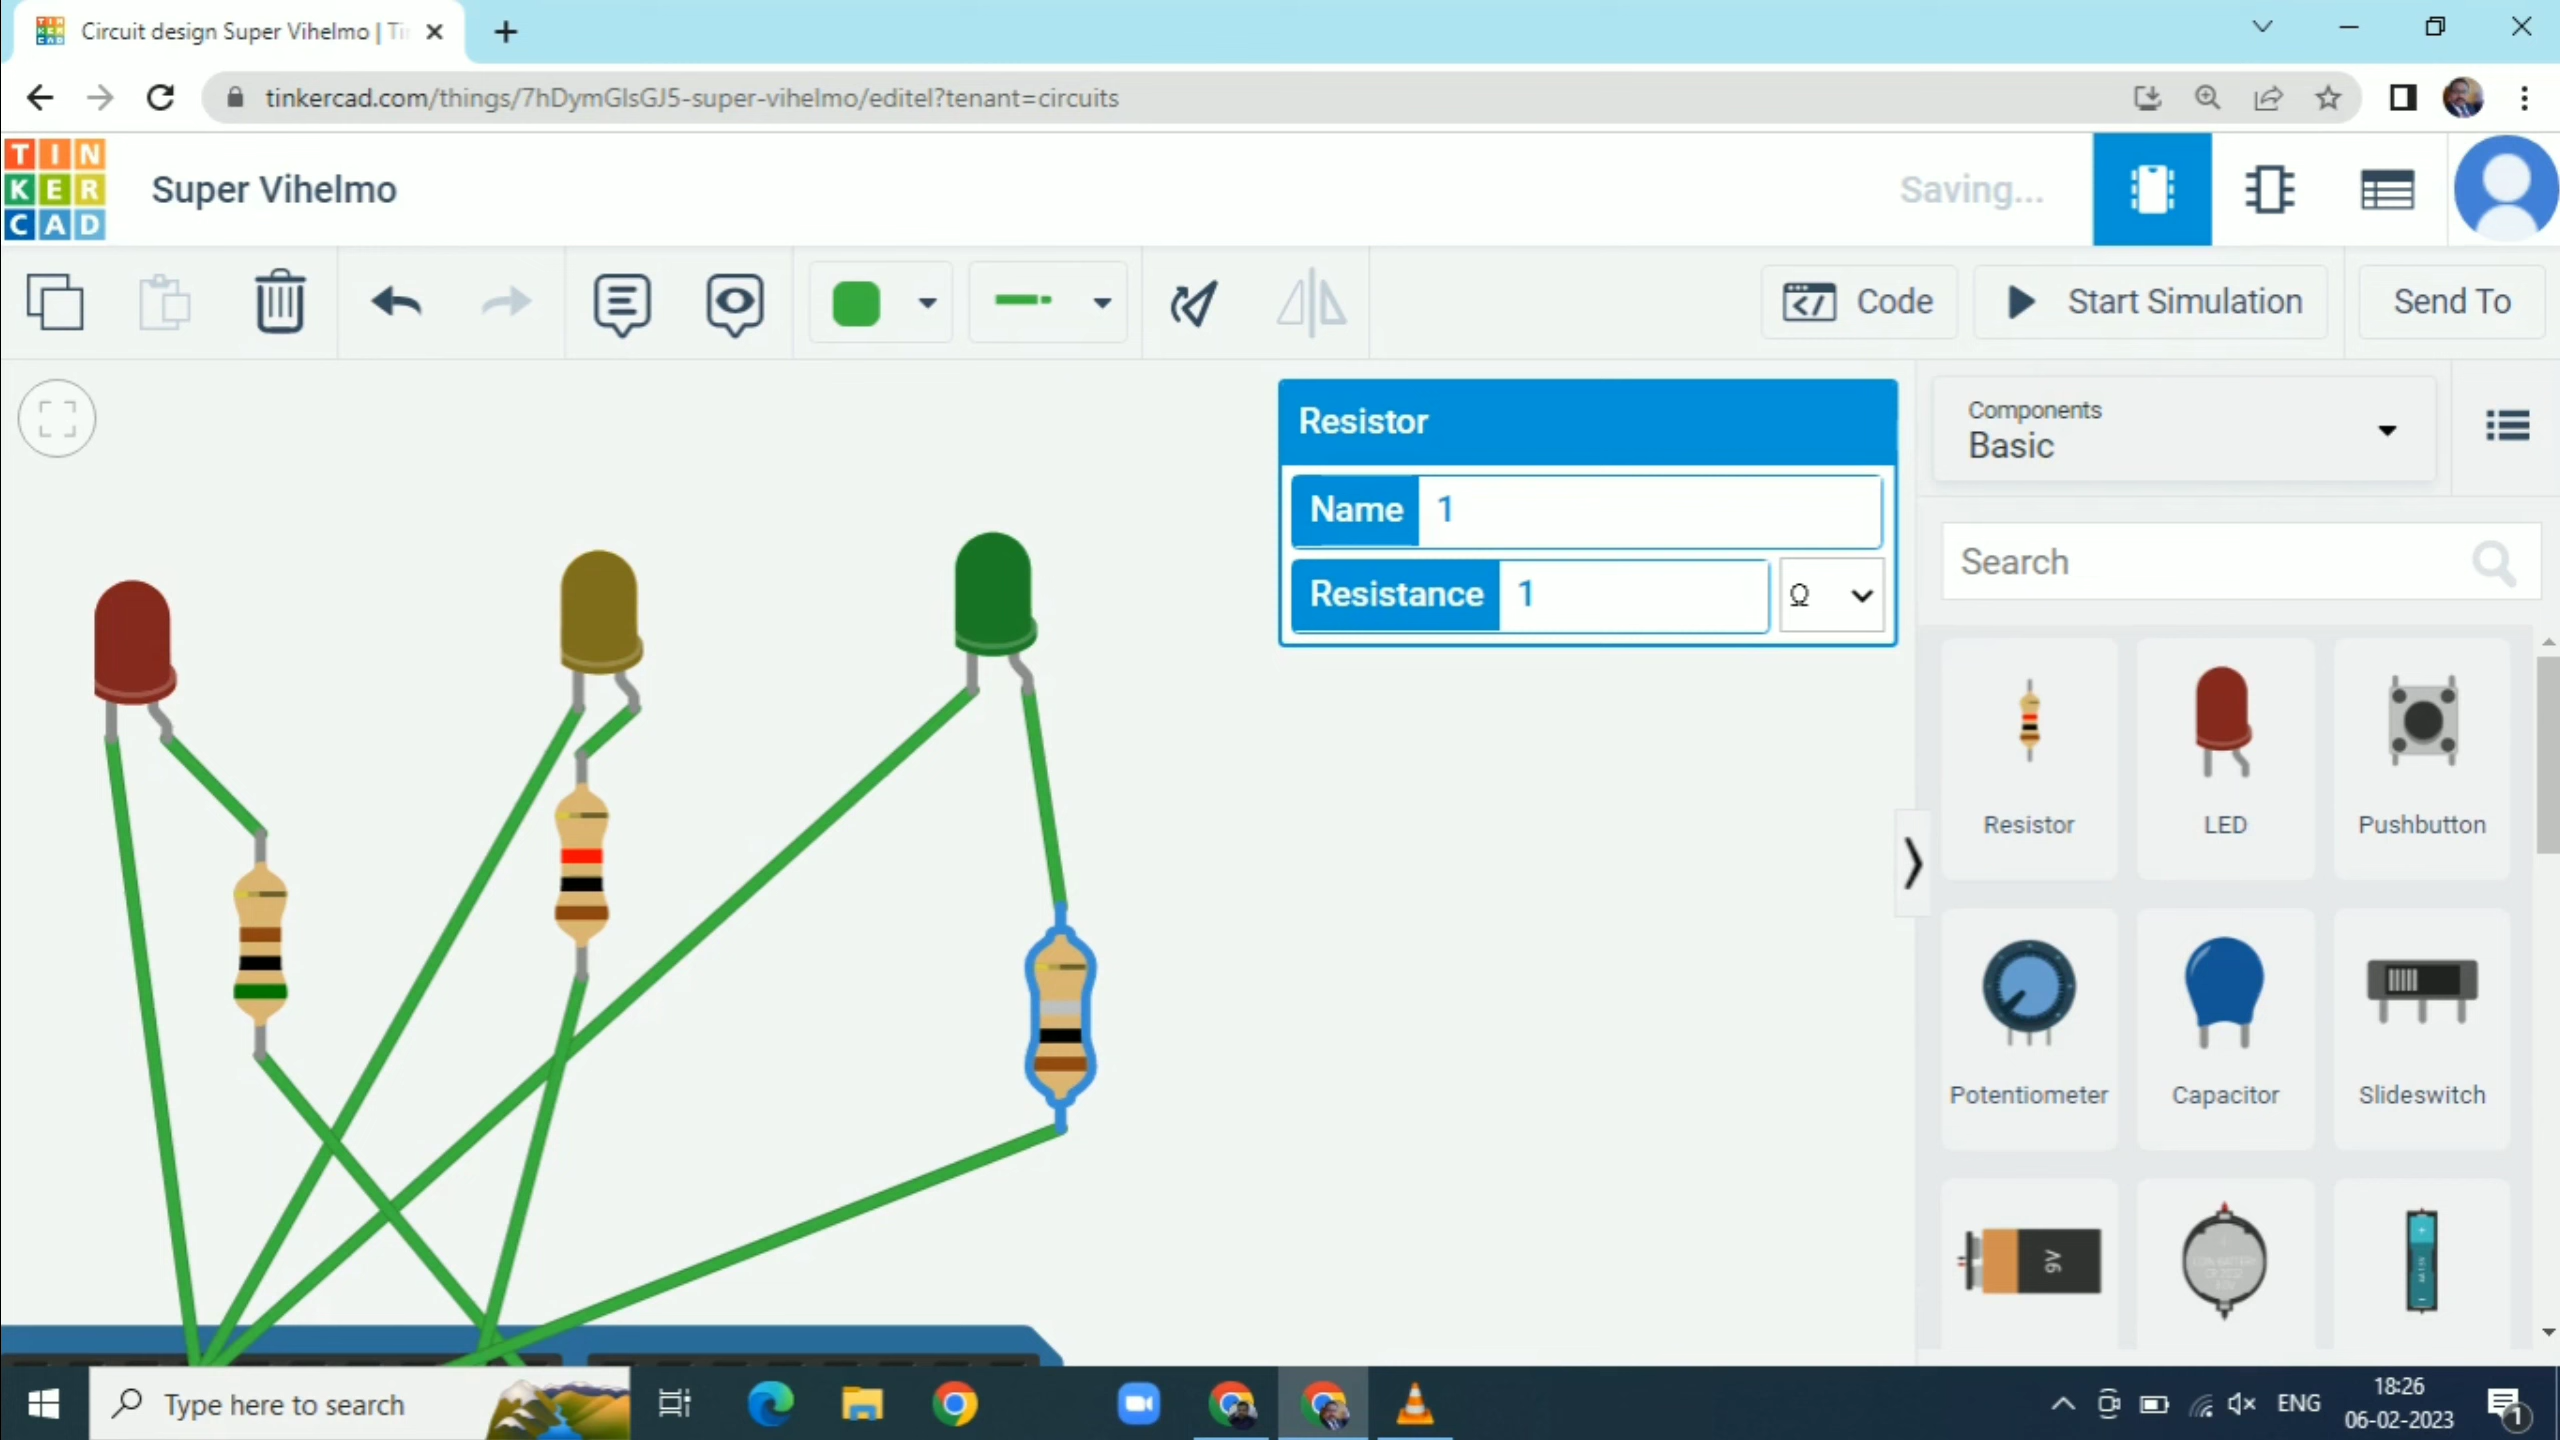 Circuit design Super Vihelmo | Ti
tinkercad.com/things/7hDymGlsGJ5-super-vihelmo/editel?tenant=circuits
TIN
KER
CAD
Super Vihelmo
Saving...
Code
Start Simulation
Send To
Resistor
Name 1
Resistance 1 Ω
Components
Basic
Search
Resistor
LED
Pushbutton
Potentiometer
Capacitor
Slideswitch
9V
Type here to search
ENG
18:26
06-02-2023
1